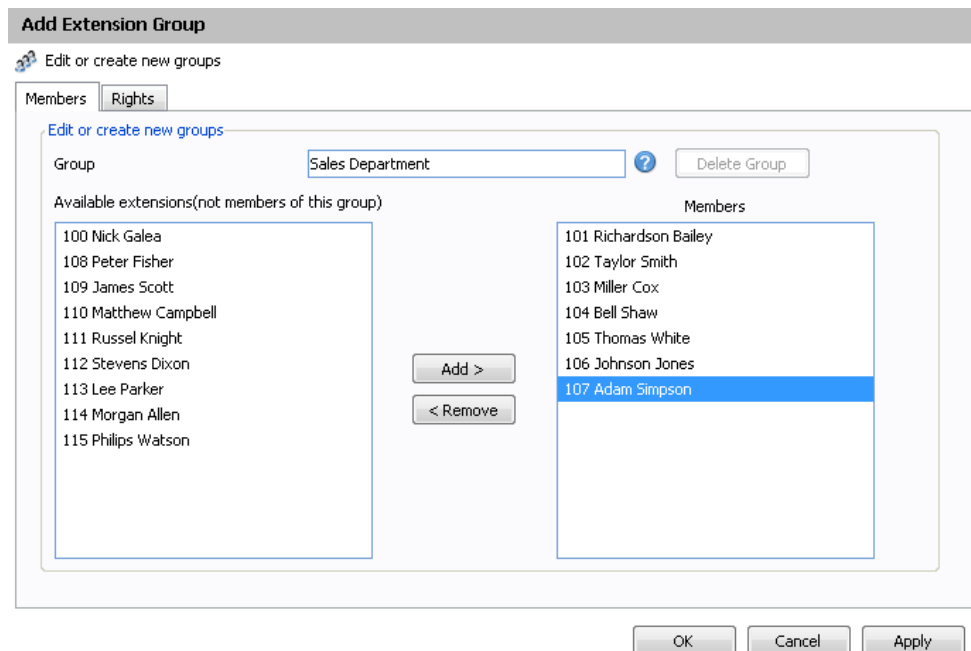 Add Extension Group
Edit or create new groups
Members Rights
Edit or create new groups
Group Sales Department ? Delete Group
Available extensions(not members of this group)
Members
100 Nick Galea
108 Peter Fisher
109 James Scott
110 Matthew Campbell
111 Russel Knight
112 Stevens Dixon
113 Lee Parker
114 Morgan Allen
115 Philips Watson
Add >
< Remove
101 Richardson Bailey
102 Taylor Smith
103 Miller Cox
104 Bell Shaw
105 Thomas White
106 Johnson Jones
107 Adam Simpson
OK Cancel Apply